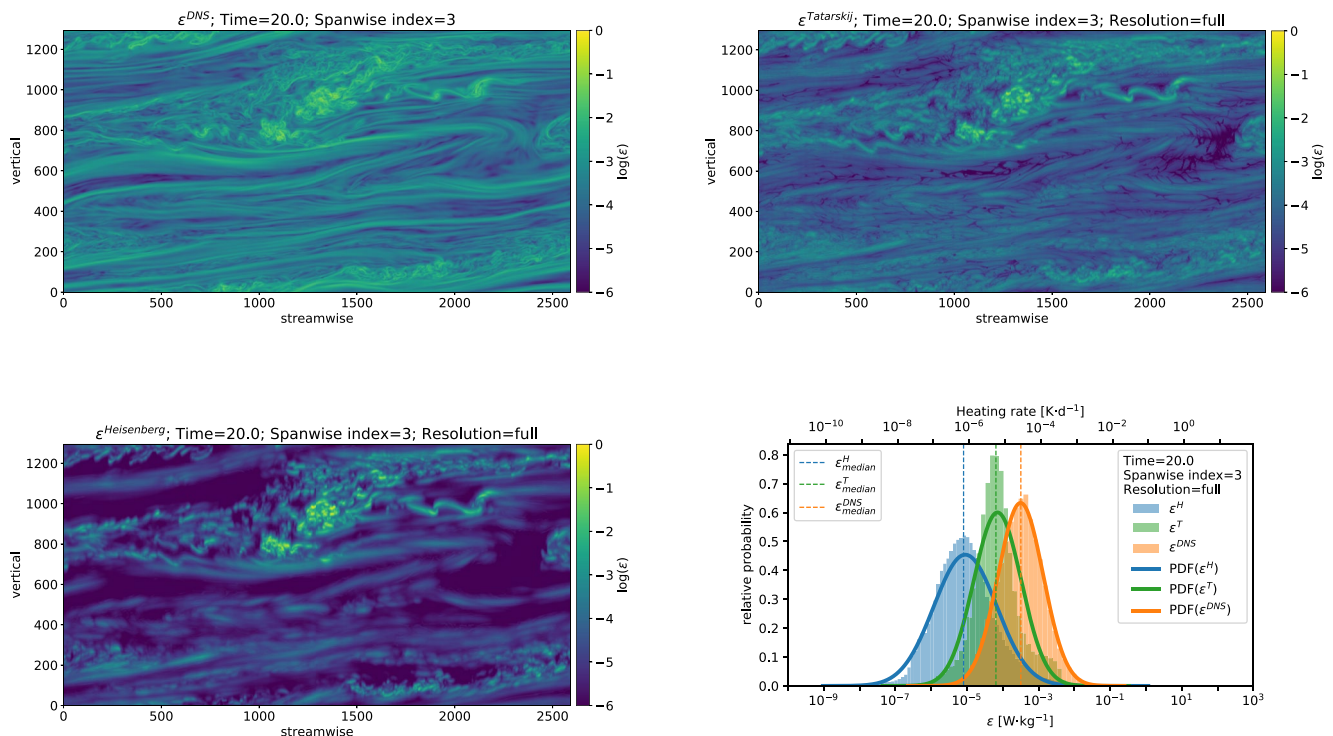 ε^DNS; Time=20.0; Spanwise index=3
1200
1000
800
600
400
200
0
vertical
0 500 1000 1500 2000 2500
streamwise
0
−1
−2
−3
−4
−5
−6
log(ε)
ε^Tatarskij; Time=20.0; Spanwise index=3; Resolution=full
1200
1000
800
600
400
200
0
vertical
0 500 1000 1500 2000 2500
streamwise
0
−1
−2
−3
−4
−5
−6
log(ε)
ε^Heisenberg; Time=20.0; Spanwise index=3; Resolution=full
1200
1000
800
600
400
200
0
vertical
0 500 1000 1500 2000 2500
streamwise
0
−1
−2
−3
−4
−5
−6
log(ε)
Heating rate [K·d⁻¹]
10⁻¹⁰ 10⁻⁸ 10⁻⁶ 10⁻⁴ 10⁻² 10⁰
0.8
0.7
0.6
0.5
0.4
0.3
0.2
0.1
0.0
relative probability
ε^H_median
ε^T_median
ε^DNS_median
Time=20.0
Spanwise index=3
Resolution=full
ε^H
ε^T
ε^DNS
PDF(ε^H)
PDF(ε^T)
PDF(ε^DNS)
10⁻⁷ 10⁻⁵ 10⁻³ 10⁻¹ 10¹ 10³
ε [W·kg⁻¹]